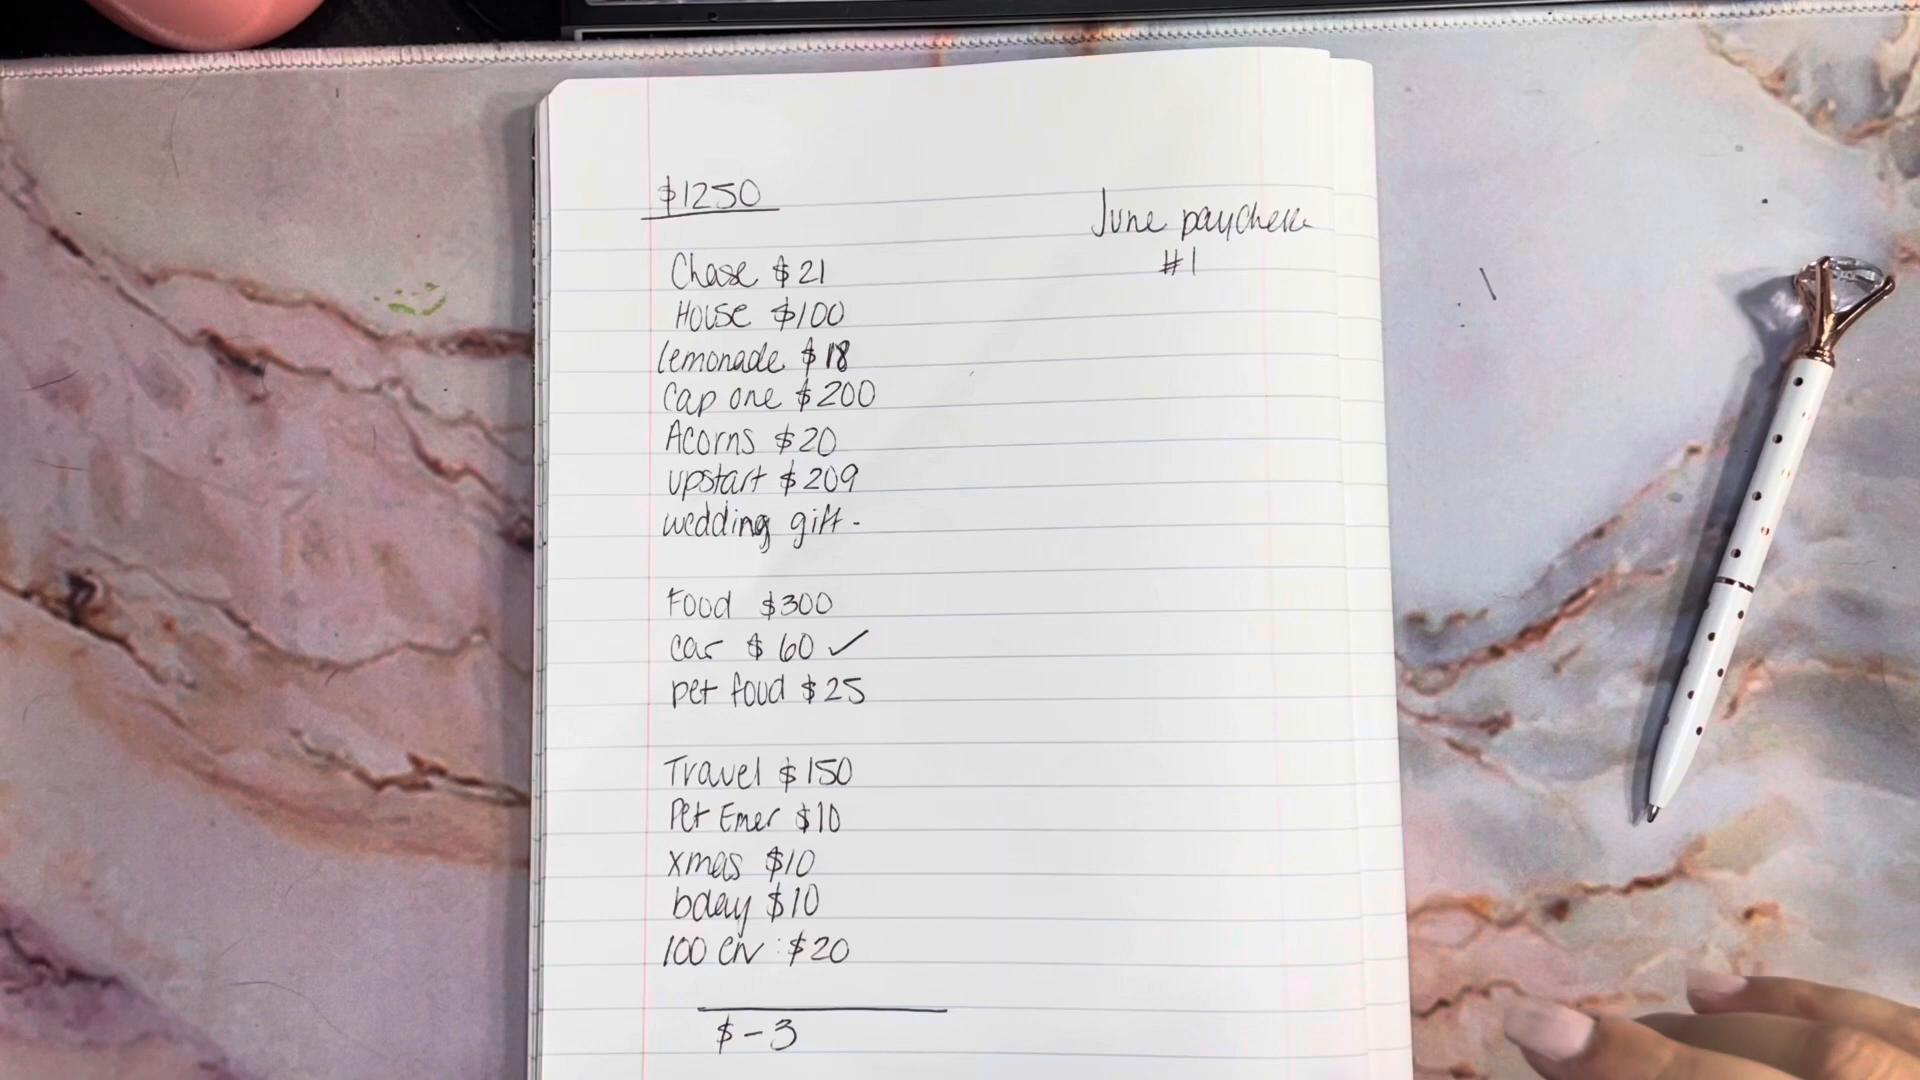 $1250
June paycheck
#1
Chase $21
House $100
lemonade $18
Cap one $200
Acorns $20
upstart $209
wedding gift -
Food $300
car $60 ✓
pet food $25
Travel $150
Pet Emer $10
xmas $10
bday $10
100 env: $20
$-3